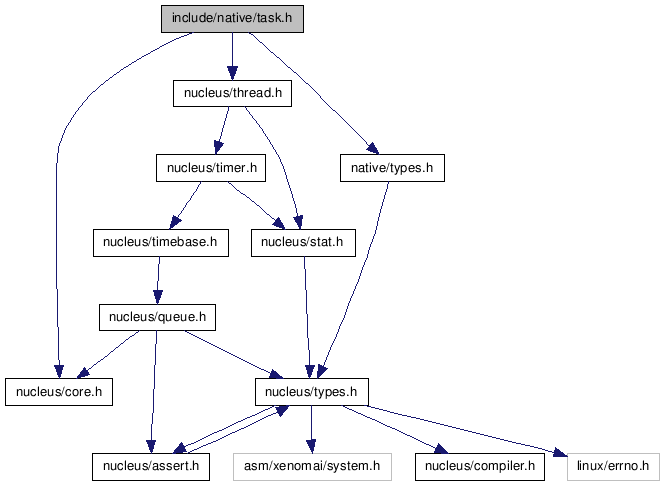 include/native/task.h
nucleus/thread.h
nucleus/timer.h
native/types.h
nucleus/timebase.h
nucleus/stat.h
nucleus/queue.h
nucleus/core.h
nucleus/types.h
nucleus/assert.h
asm/xenomai/system.h
nucleus/compiler.h
linux/errno.h